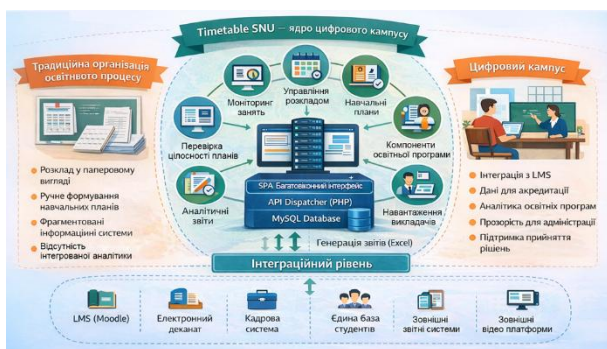 Timetable SNU — ядро цифрового кампусу
Традиційна організація
освітнього процесу
Розклад у паперовому
вигляді
Ручне формування
навчальних планів
Фрагментовані
інформаційні системи
Відсутність
інтегрованої аналітики
Управління
розкладом
Моніторинг
занять
Навчальні
плани
Перевірка
цілосності планів
Компоненти
освітньої програми
Аналітичні
звіти
Навантаження
викладачів
SPA Багатовіконний інтерфейс
API Dispatcher (PHP)
MySQL Database
Генерація звітів (Excel)
Цифровий кампус
Інтеграція з LMS
Дані для акредитації
Аналітика освітніх програм
Прозорість для адміністрації
Підтримка прийняття
рішень
Інтеграційний рівень
LMS (Moodle)
Електронний
деканат
Кадрова
система
Єдина база
студентів
Зовнішні
звітні системи
Зовнішні
відео платформи